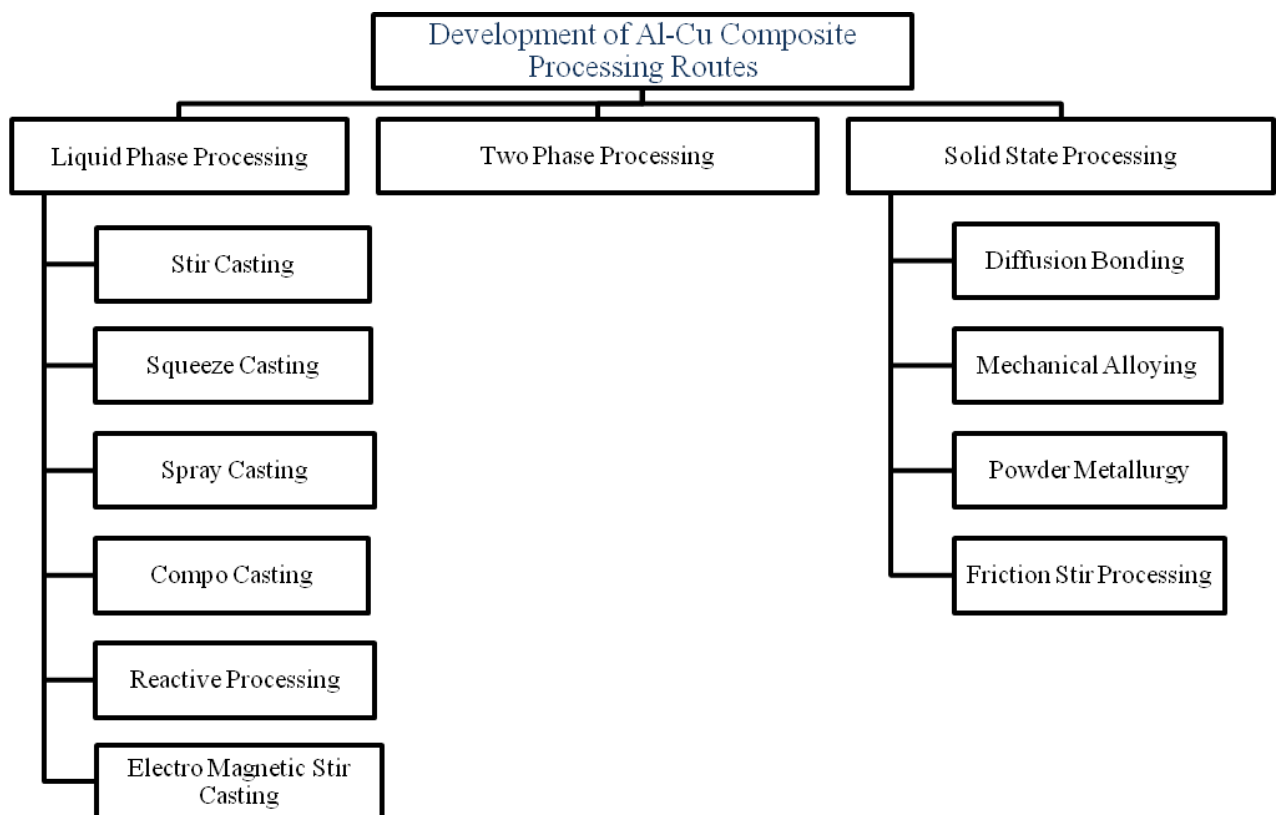 Development of Al-Cu Composite
Processing Routes
Liquid Phase Processing
Two Phase Processing
Solid State Processing
Stir Casting
Squeeze Casting
Spray Casting
Compo Casting
Reactive Processing
Electro Magnetic Stir
Casting
Diffusion Bonding
Mechanical Alloying
Powder Metallurgy
Friction Stir Processing